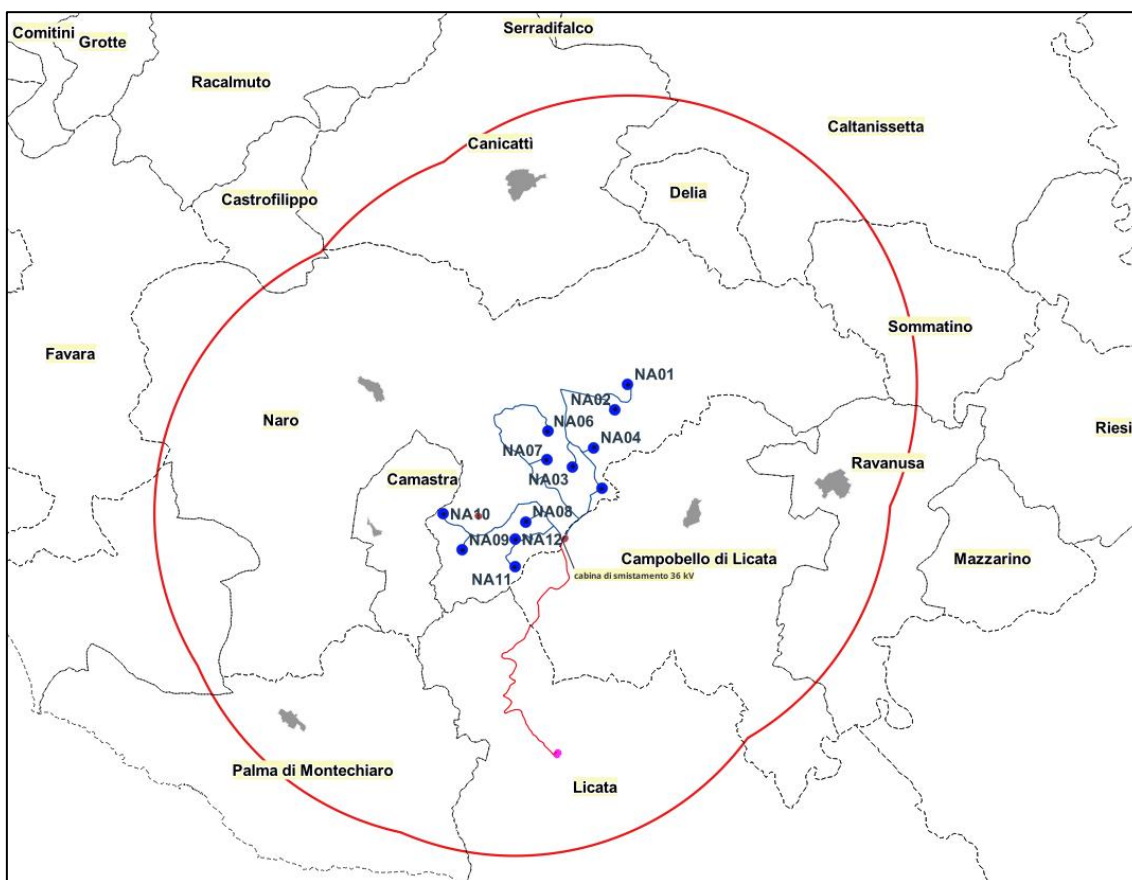 Comitini
Grotte
Serradifalco
Racalmuto
Caltanissetta
Canicattì
Castrofilippo
Delia
Sommatino
Favara
NA01
NA02
Naro
NA06
Riesi
NA04
NA07
Ravanusa
Camastra
NA03
NA10
NA08
NA09
NA12
Campobello di Licata
Mazzarino
NA11
cabina di smistamento 36 kV
Palma di Montechiaro
Licata